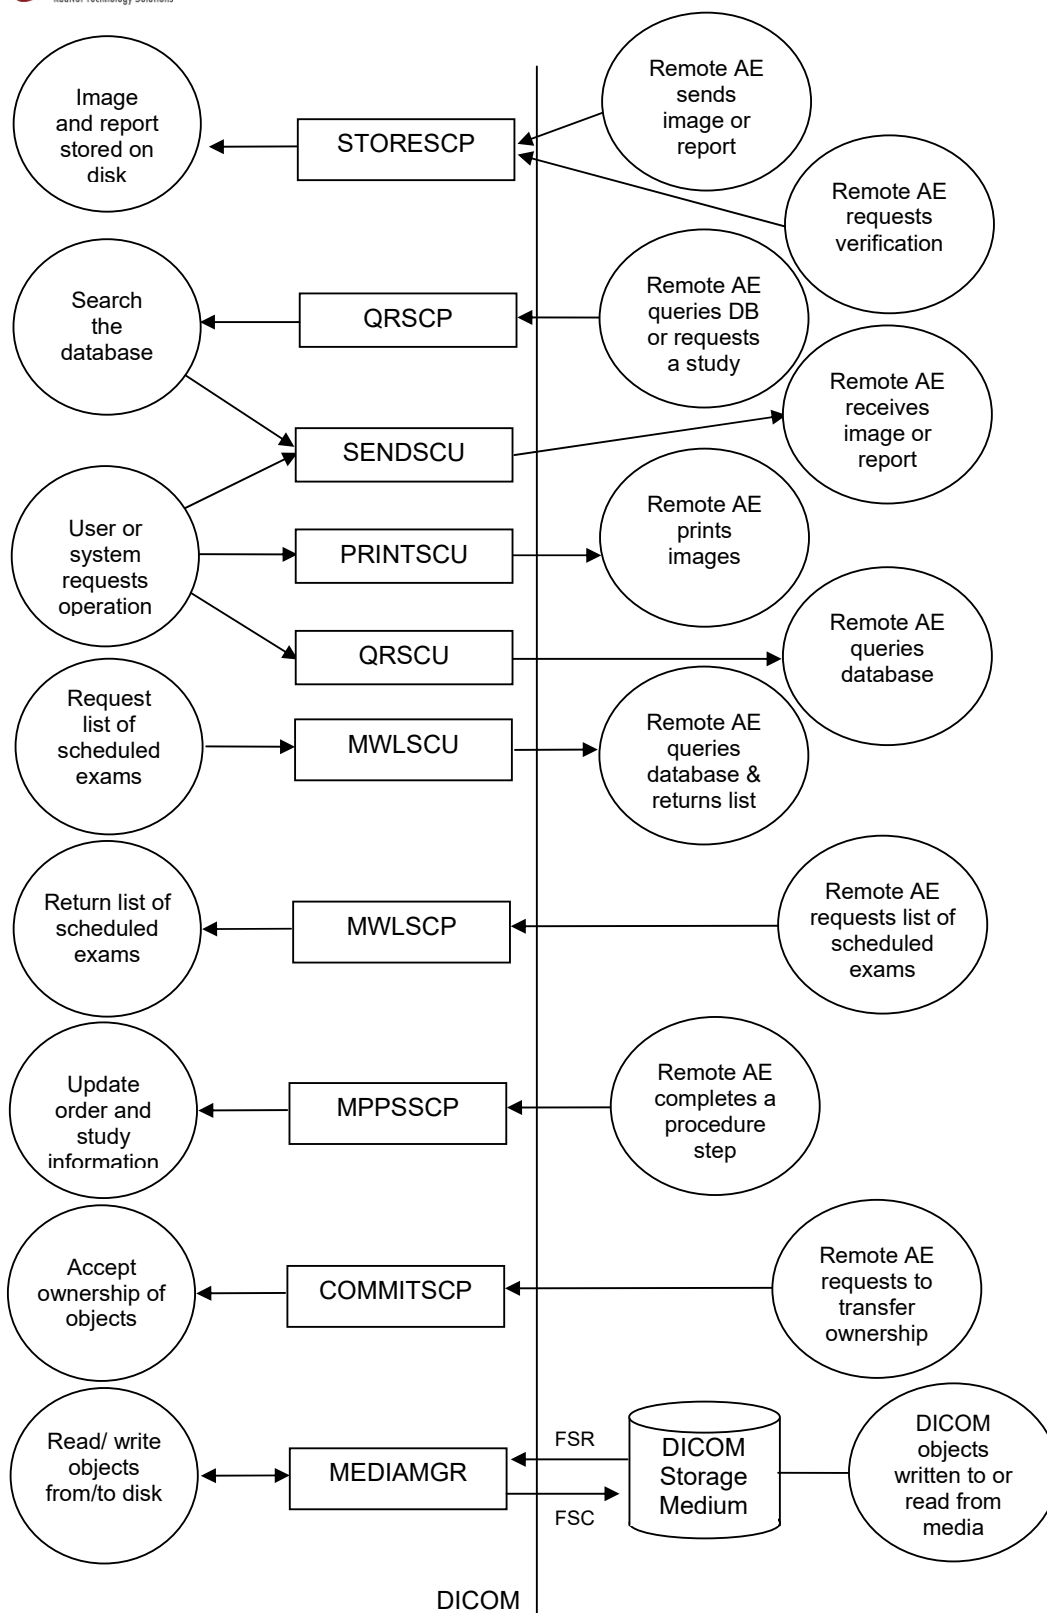 Image
and report
stored on
disk
STORESCP
Remote AE
sends
image or
report
Remote AE
requests
verification
Search
the
database
QRSCP
Remote AE
queries DB
or requests
a study
Remote AE
receives
image or
report
SENDSCU
User or
system
requests
operation
PRINTSCU
Remote AE
prints
images
QRSCU
Remote AE
queries
database
Request
list of
scheduled
exams
MWLSCU
Remote AE
queries
database &
returns list
Return list of
scheduled
exams
MWLSCP
Remote AE
requests list of
scheduled
exams
Update
order and
study
information
MPPSSCP
Remote AE
completes a
procedure
step
Accept
ownership of
objects
COMMITSCP
Remote AE
requests to
transfer
ownership
Read/ write
objects
from/to disk
MEDIAMGR
FSR
FSC
DICOM
Storage
Medium
DICOM
objects
written to or
read from
media
DICOM